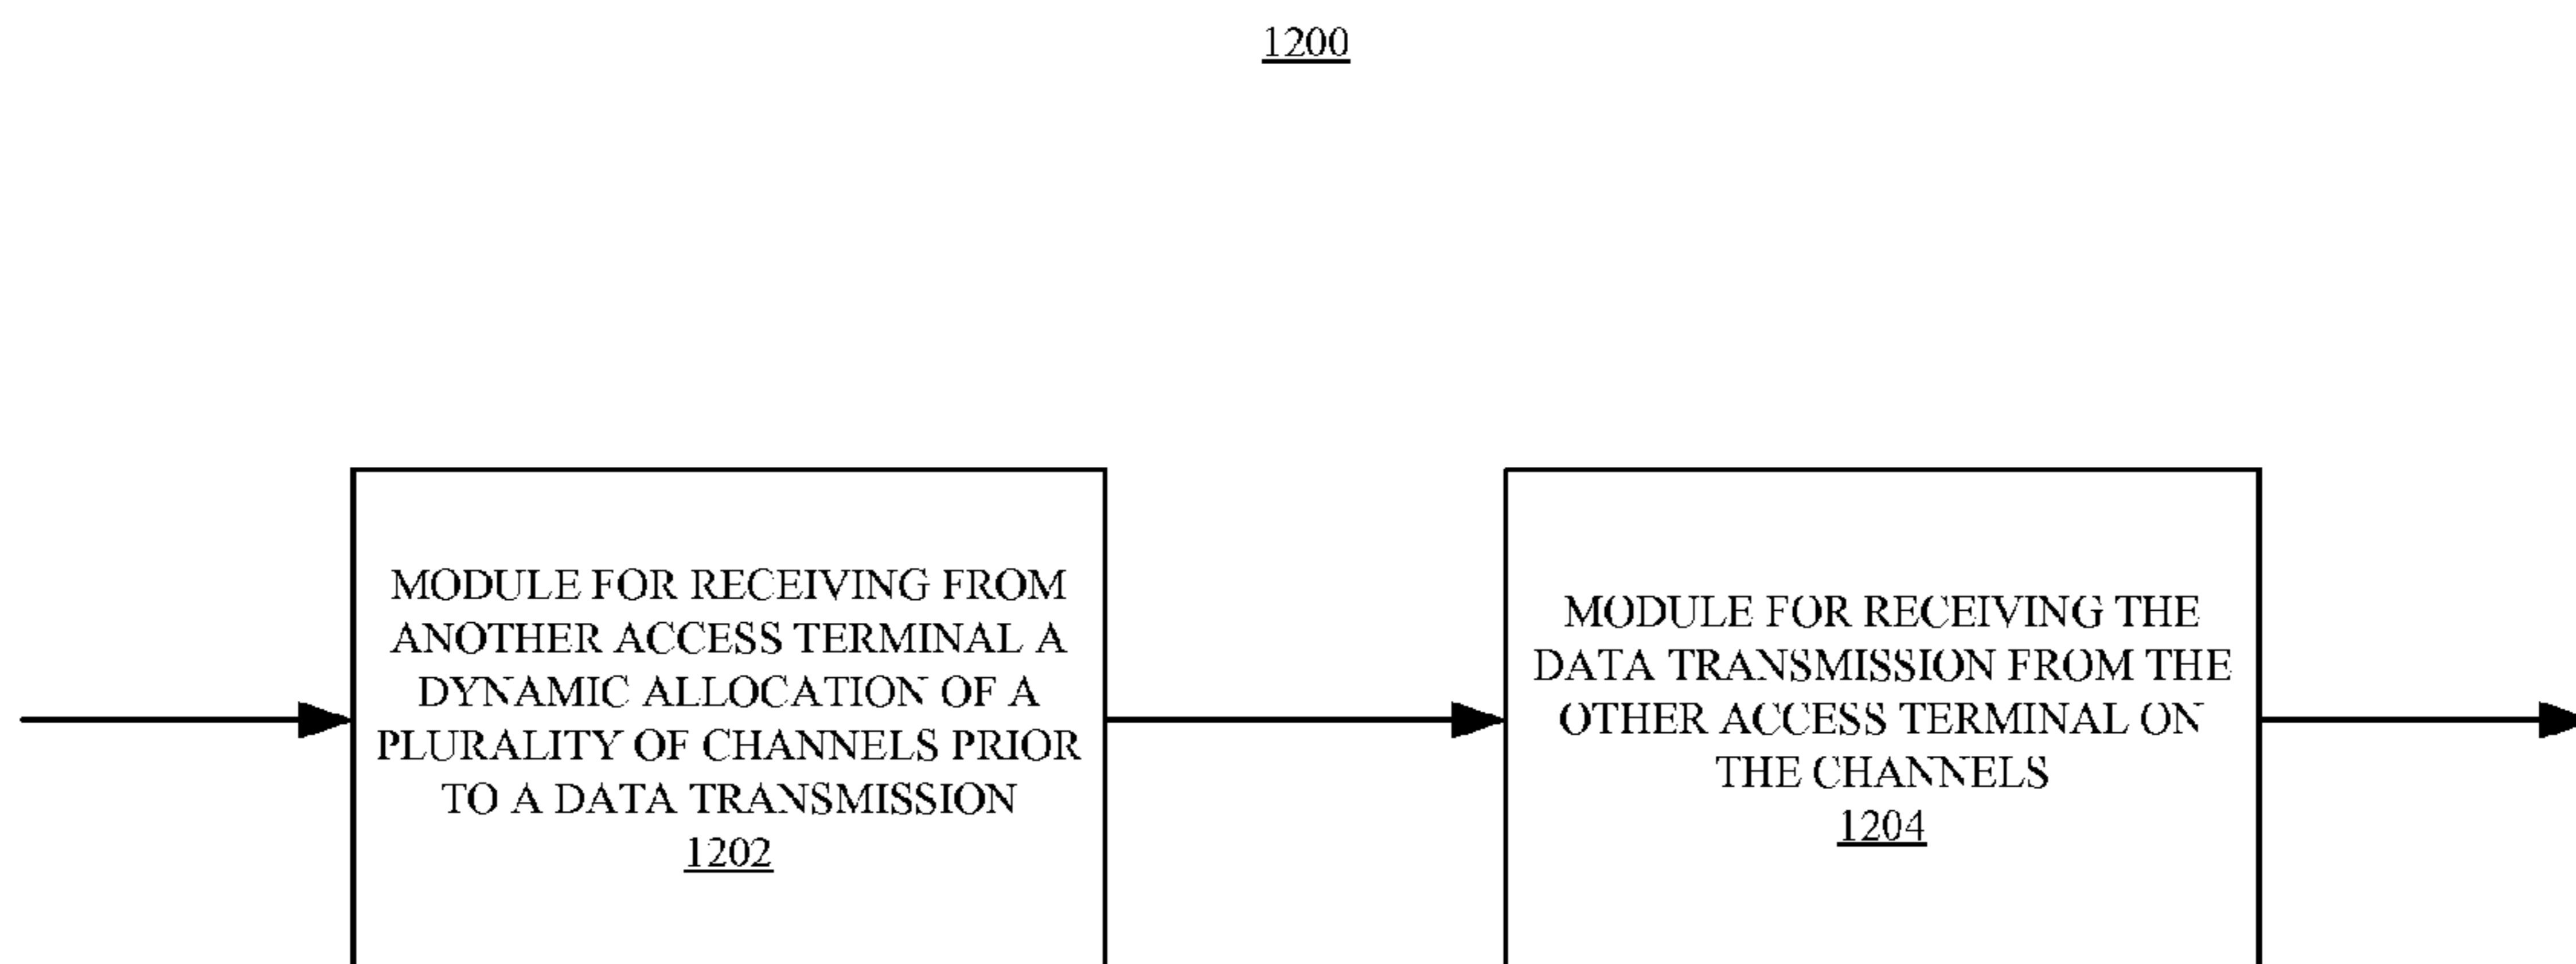 1200
MODULE FOR RECEIVING FROM
ANOTHER ACCESS TERMINAL A
DYNAMIC ALLOCATION OF A
PLURALITY OF CHANNELS PRIOR
TO A DATA TRANSMISSION
1202
MODULE FOR RECEIVING THE
DATA TRANSMISSION FROM THE
OTHER ACCESS TERMINAL ON
THE CHANNELS
1204